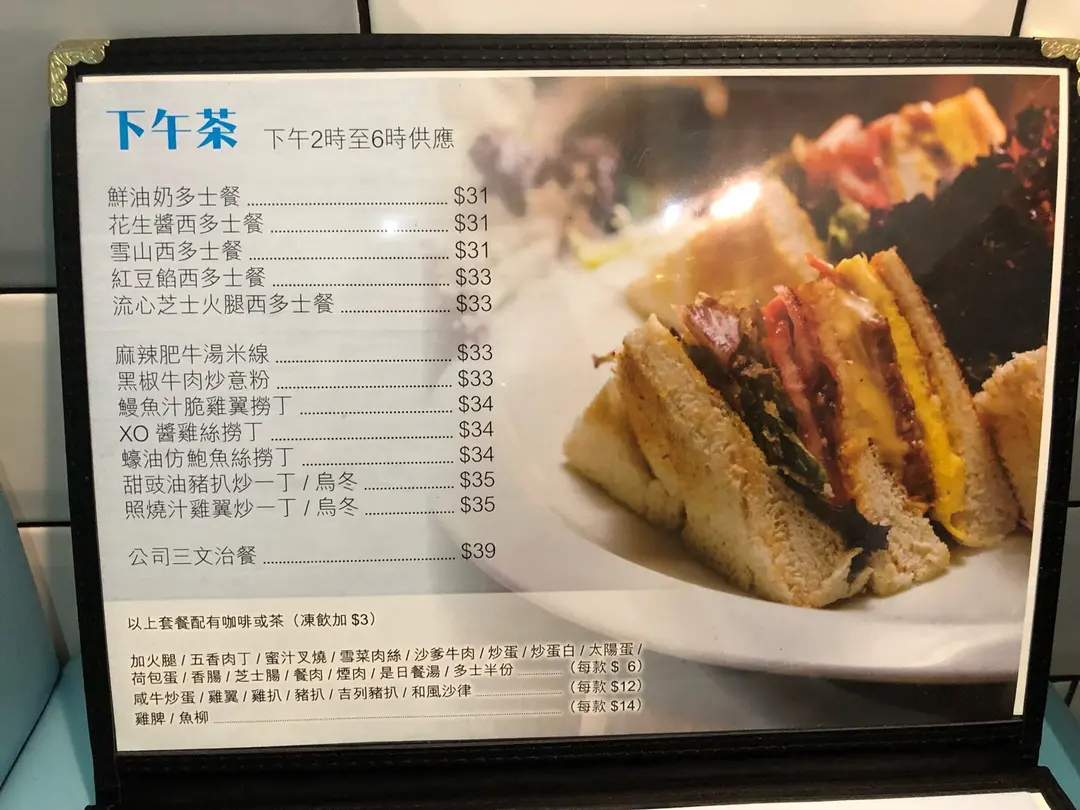 下午茶 下午2時至6時供應
鮮油奶多士餐 $31
花生醬西多士餐 $31
雪山西多士餐 $31
紅豆餡西多士餐 $33
流心芝士火腿西多士餐 $33
麻辣肥牛湯米線 $33
黑椒牛肉炒意粉 $33
鰻魚汁脆雞翼撈丁 $34
XO 醬雞絲撈丁 $34
蠔油仿鮑魚絲撈丁 $34
甜豉油豬扒炒一丁 / 烏冬 $35
照燒汁雞翼炒一丁 / 烏冬 $35
公司三文治餐 $39
以上套餐配有咖啡或茶（凍飲加 $3）
加火腿 / 五香肉丁 / 蜜汁叉燒 / 雪菜肉絲 / 沙爹牛肉 / 炒蛋 / 炒蛋白 / 太陽蛋 /
荷包蛋 / 香腸 / 芝士腸 / 餐肉 / 煙肉 / 是日餐湯 / 多士半份 （每款 $ 6）
咸牛炒蛋 / 雞翼 / 雞扒 / 豬扒 / 吉列豬扒 / 和風沙律 （每款 $12）
雞脾 / 魚柳 （每款 $14）